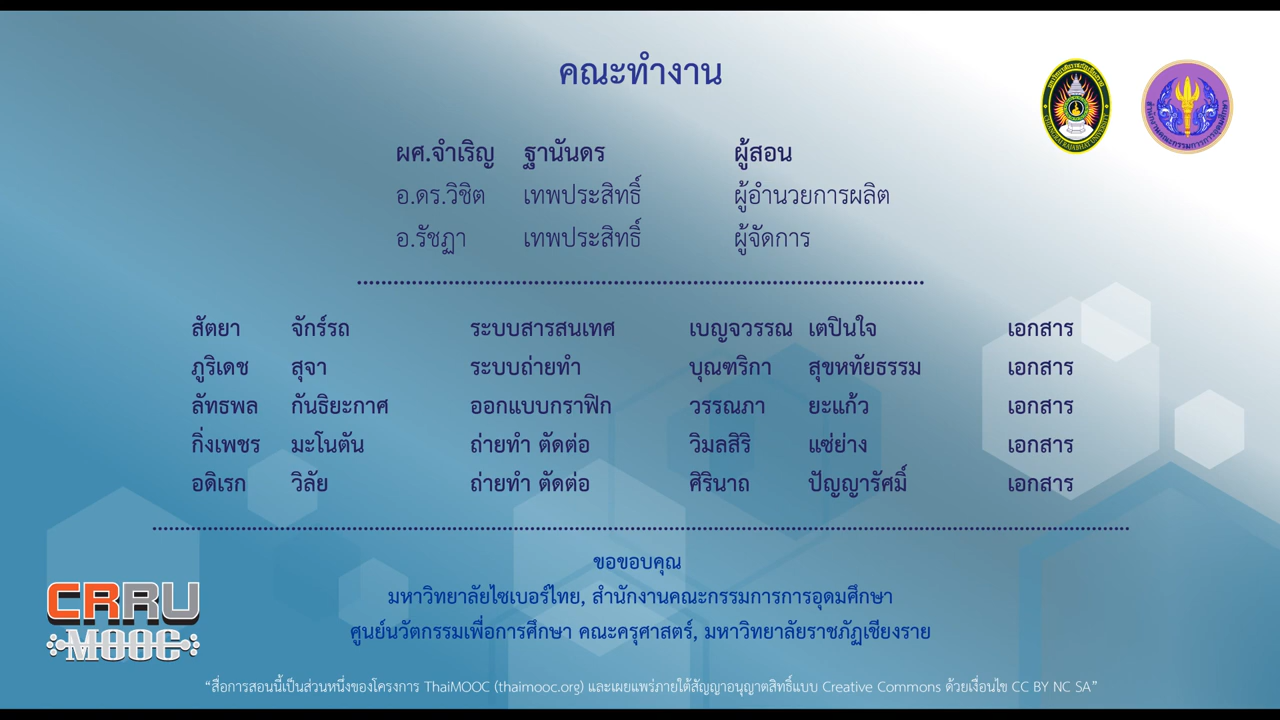 คณะทำงาน
ผศ.จำเริญ ฐานันดร ผู้สอน
อ.ดร.วิชิต เทพประสิทธิ์ ผู้อำนวยการผลิต
อ.รัชฎา เทพประสิทธิ์ ผู้จัดการ
สัตยา จักร์รถ ระบบสารสนเทศ เบญจวรรณ เตปินใจ เอกสาร
ภูริเดช สุจา ระบบถ่ายทำ บุณฑริกา สุขหทัยธรรม เอกสาร
ลัทธพล กันธิยะกาศ ออกแบบกราฟิก วรรณภา ยะแก้ว เอกสาร
กิ่งเพชร มะโนตัน ถ่ายทำ ตัดต่อ วิมลสิริ แซ่ย่าง เอกสาร
อดิเรก วิลัย ถ่ายทำ ตัดต่อ ศิรินาถ ปัญญารัศมิ์ เอกสาร
ขอขอบคุณ
มหาวิทยาลัยไซเบอร์ไทย, สำนักงานคณะกรรมการการอุดมศึกษา
ศูนย์นวัตกรรมเพื่อการศึกษา คณะครุศาสตร์, มหาวิทยาลัยราชภัฏเชียงราย
CRRU
MOOC
“สื่อการสอนนี้เป็นส่วนหนึ่งของโครงการ ThaiMOOC (thaimooc.org) และเผยแพร่ภายใต้สัญญาอนุญาตสิทธิ์แบบ Creative Commons ด้วยเงื่อนไข CC BY NC SA”